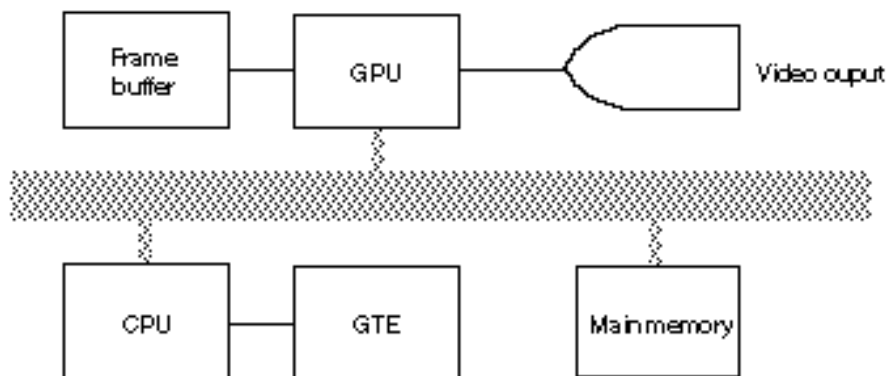 Frame
buffer
GPU
Video ouput
CPU
GTE
Main memory